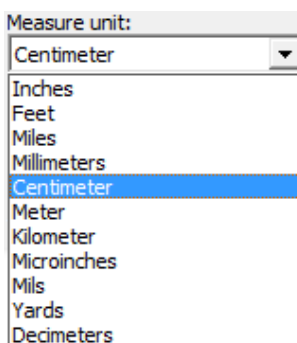 Measure unit:
Centimeter
Inches
Feet
Miles
Millimeters
Centimeter
Meter
Kilometer
Microinches
Mils
Yards
Decimeters